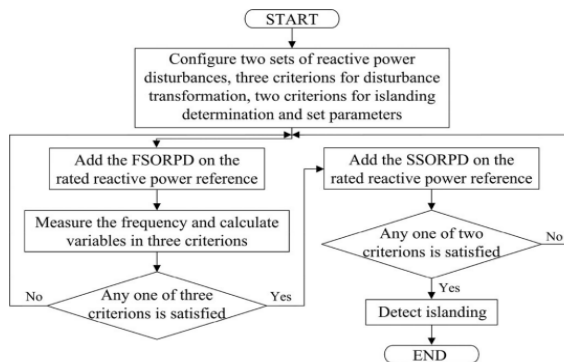 START
Configure two sets of reactive power
disturbances, three criterions for disturbance
transformation, two criterions for islanding
determination and set parameters
Add the FSORPD on the
rated reactive power reference
Measure the frequency and calculate
variables in three criterions
Any one of three
criterions is satisfied
No
Yes
Add the SSORPD on the
rated reactive power reference
Any one of two
criterions is satisfied
No
Yes
Detect islanding
END